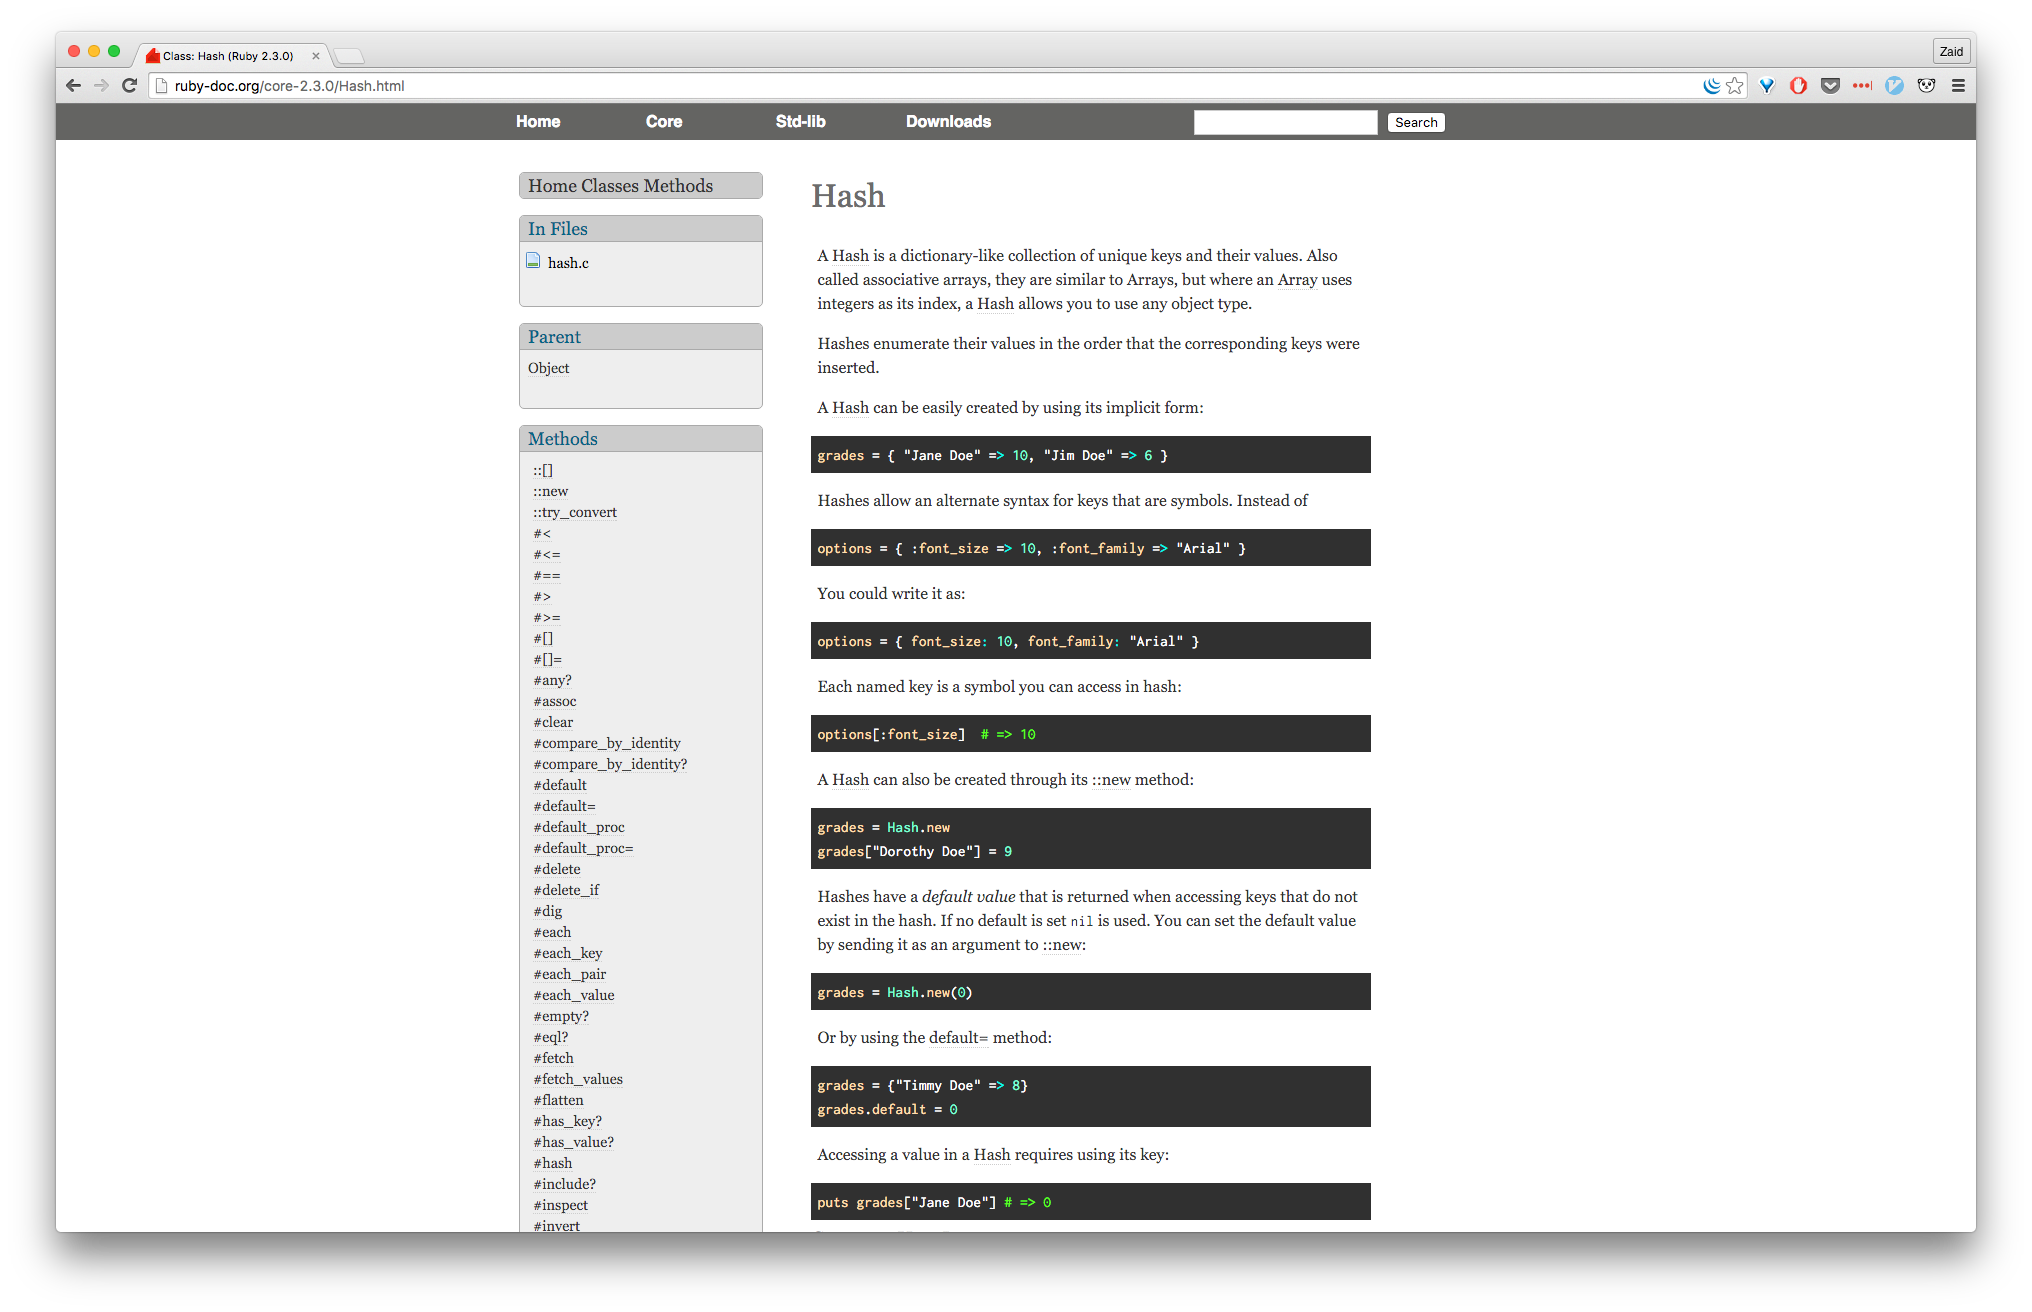 Class: Hash (Ruby 2.3.0)
Zaid
ruby-doc.org/core-2.3.0/Hash.html
Home Core Std-lib Downloads Search
Home Classes Methods
In Files
hash.c
Parent
Object
Methods
::[]
::new
::try_convert
#<
#<=
#==
#>
#>=
#[]
#[]=
#any?
#assoc
#clear
#compare_by_identity
#compare_by_identity?
#default
#default=
#default_proc
#default_proc=
#delete
#delete_if
#dig
#each
#each_key
#each_pair
#each_value
#empty?
#eql?
#fetch
#fetch_values
#flatten
#has_key?
#has_value?
#hash
#include?
#inspect
#invert
Hash
A Hash is a dictionary-like collection of unique keys and their values. Also
called associative arrays, they are similar to Arrays, but where an Array uses
integers as its index, a Hash allows you to use any object type.
Hashes enumerate their values in the order that the corresponding keys were
inserted.
A Hash can be easily created by using its implicit form:
grades = { "Jane Doe" => 10, "Jim Doe" => 6 }
Hashes allow an alternate syntax for keys that are symbols. Instead of
options = { :font_size => 10, :font_family => "Arial" }
You could write it as:
options = { font_size: 10, font_family: "Arial" }
Each named key is a symbol you can access in hash:
options[:font_size]  # => 10
A Hash can also be created through its ::new method:
grades = Hash.new
grades["Dorothy Doe"] = 9
Hashes have a default value that is returned when accessing keys that do not
exist in the hash. If no default is set nil is used. You can set the default value
by sending it as an argument to ::new:
grades = Hash.new(0)
Or by using the default= method:
grades = {"Timmy Doe" => 8}
grades.default = 0
Accessing a value in a Hash requires using its key:
puts grades["Jane Doe"] # => 0